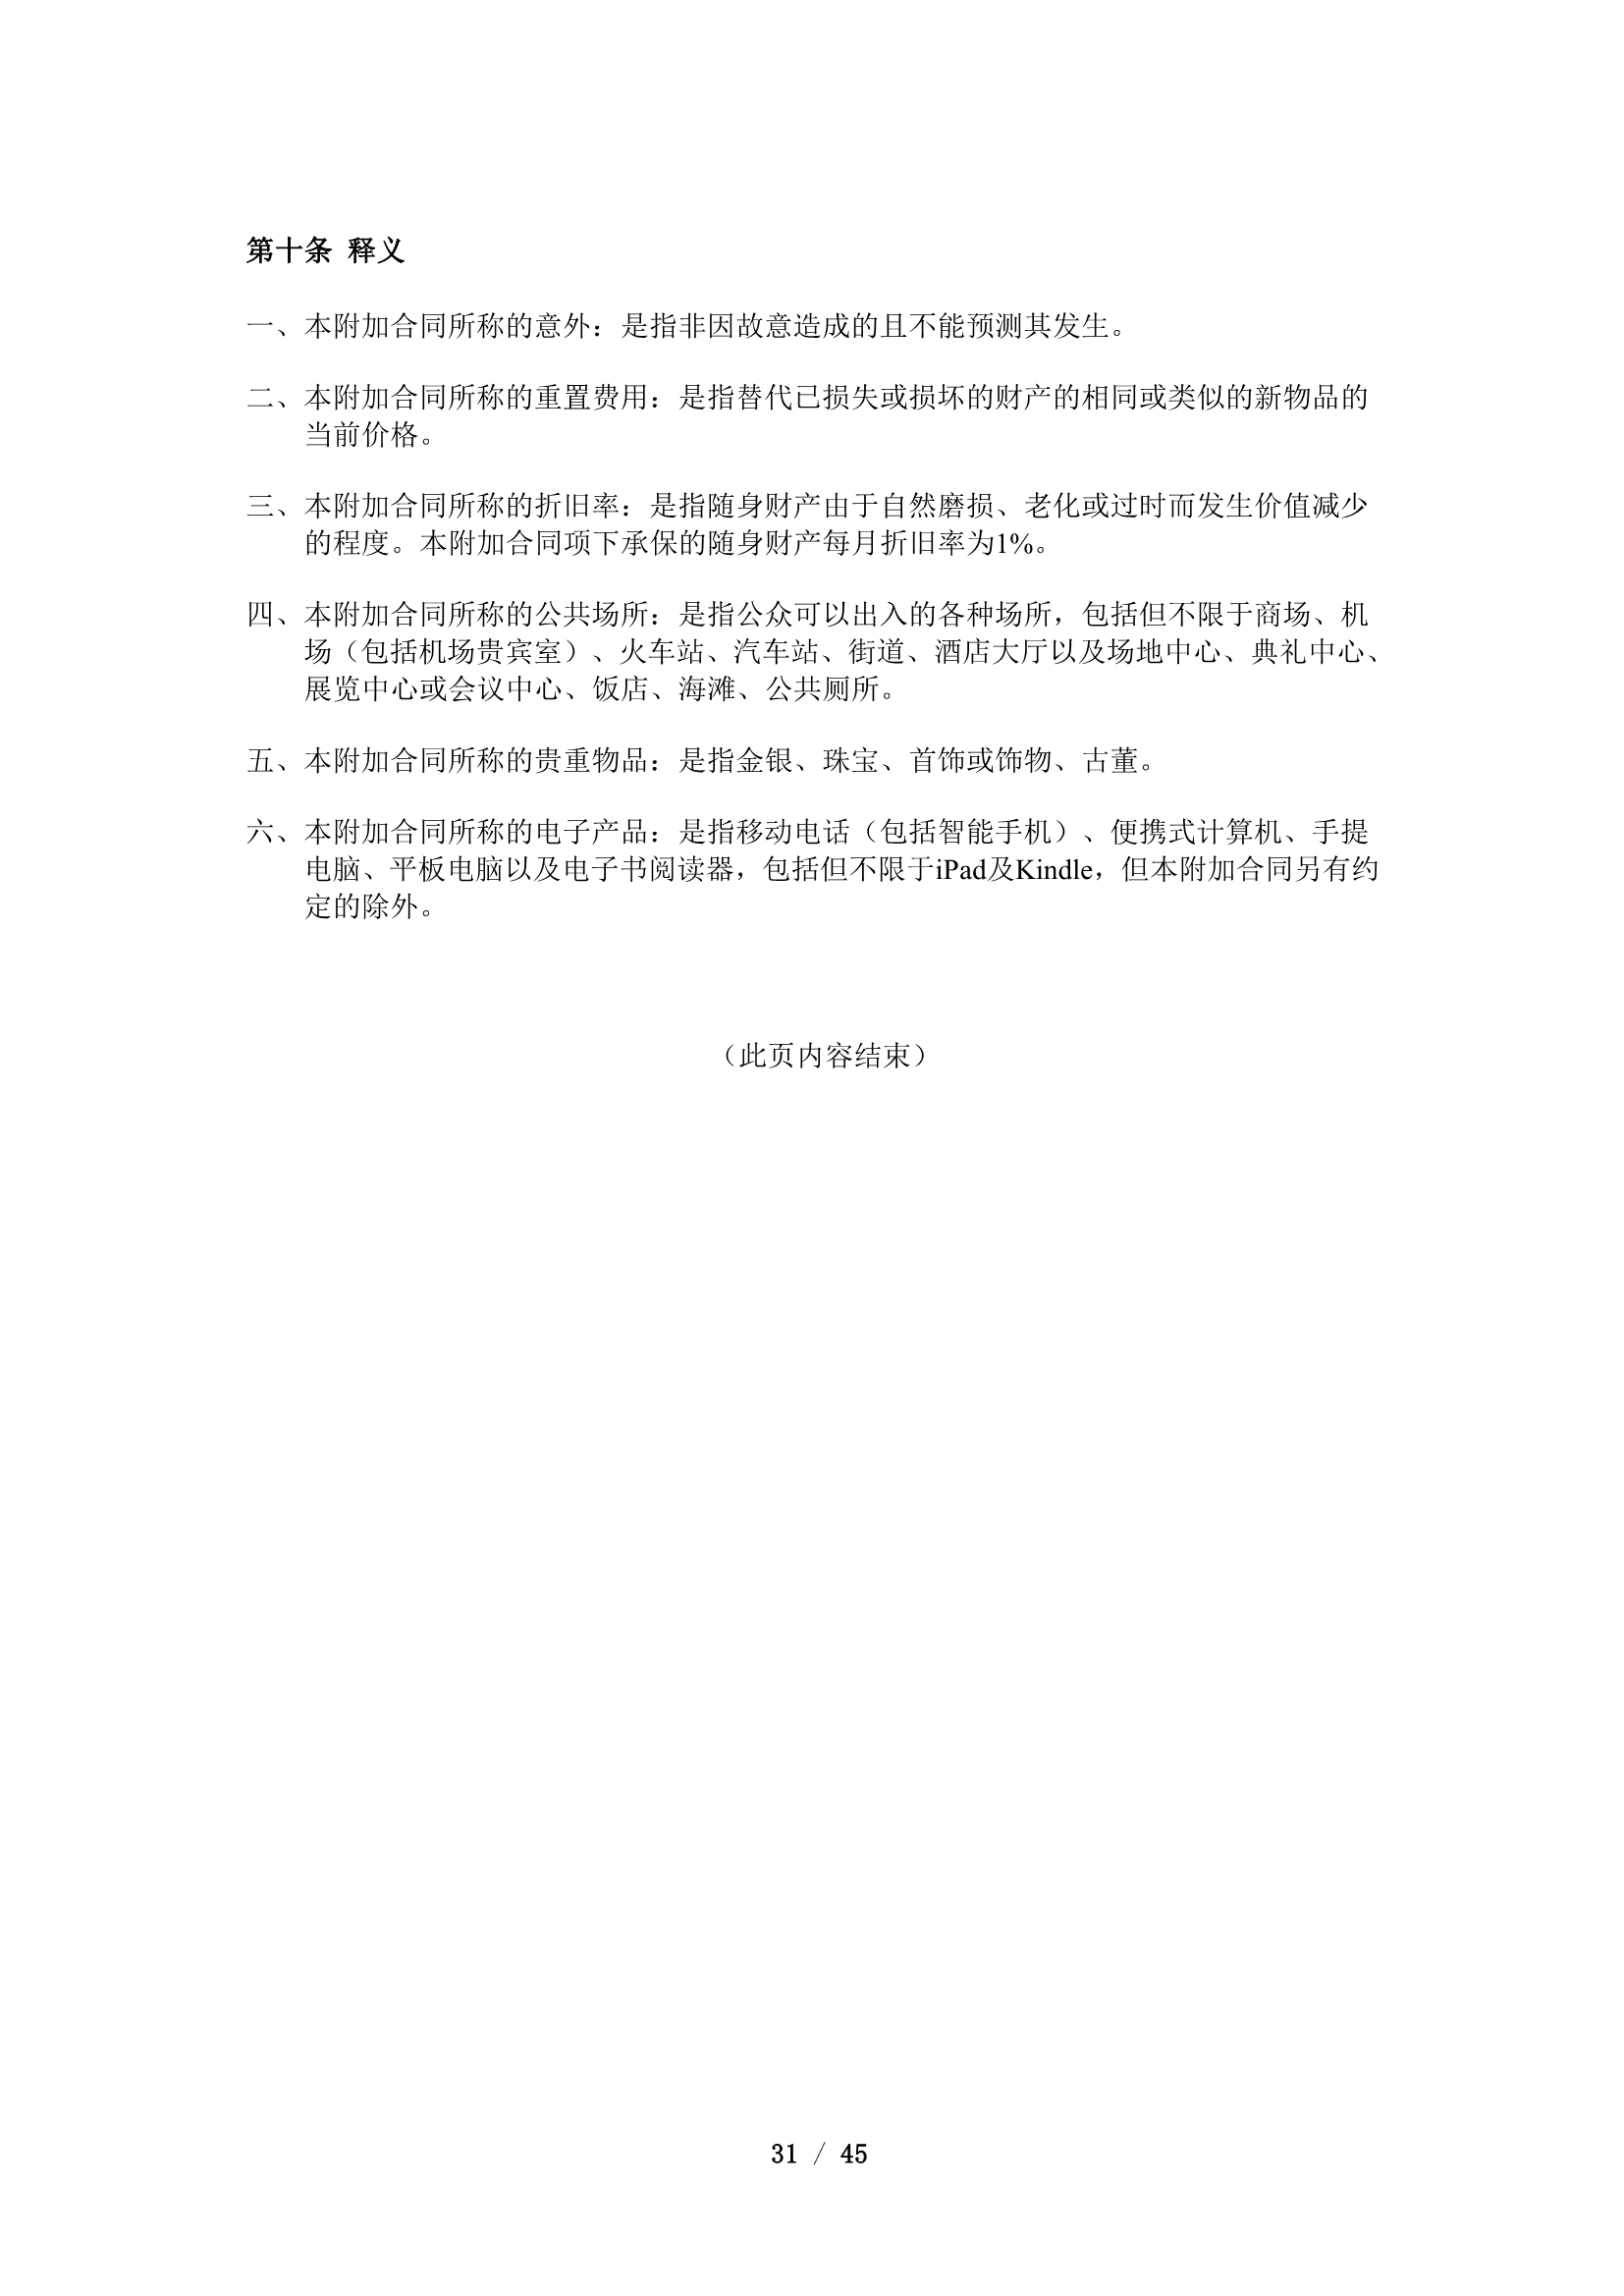 第十条 释义
一、本附加合同所称的意外：是指非因故意造成的且不能预测其发生。
二、本附加合同所称的重置费用：是指替代已损失或损坏的财产的相同或类似的新物品的
当前价格。
三、本附加合同所称的折旧率：是指随身财产由于自然磨损、老化或过时而发生价值减少
的程度。本附加合同项下承保的随身财产每月折旧率为1%。
四、本附加合同所称的公共场所：是指公众可以出入的各种场所，包括但不限于商场、机
场（包括机场贵宾室）、火车站、汽车站、街道、酒店大厅以及场地中心、典礼中心、
展览中心或会议中心、饭店、海滩、公共厕所。
五、本附加合同所称的贵重物品：是指金银、珠宝、首饰或饰物、古董。
六、本附加合同所称的电子产品：是指移动电话（包括智能手机）、便携式计算机、手提
电脑、平板电脑以及电子书阅读器，包括但不限于iPad及Kindle，但本附加合同另有约
定的除外。
（此页内容结束）
31 / 45